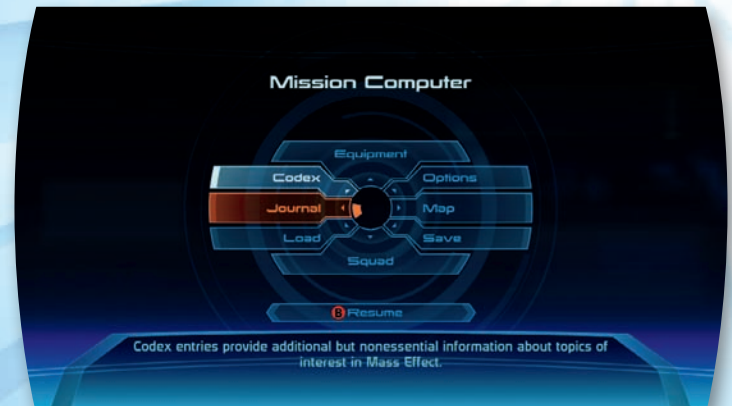 Mission Computer
Equipment
Codex
Options
Journal
Map
Load
Save
Squad
B Resume
Codex entries provide additional but nonessential information about topics of
interest in Mass Effect.